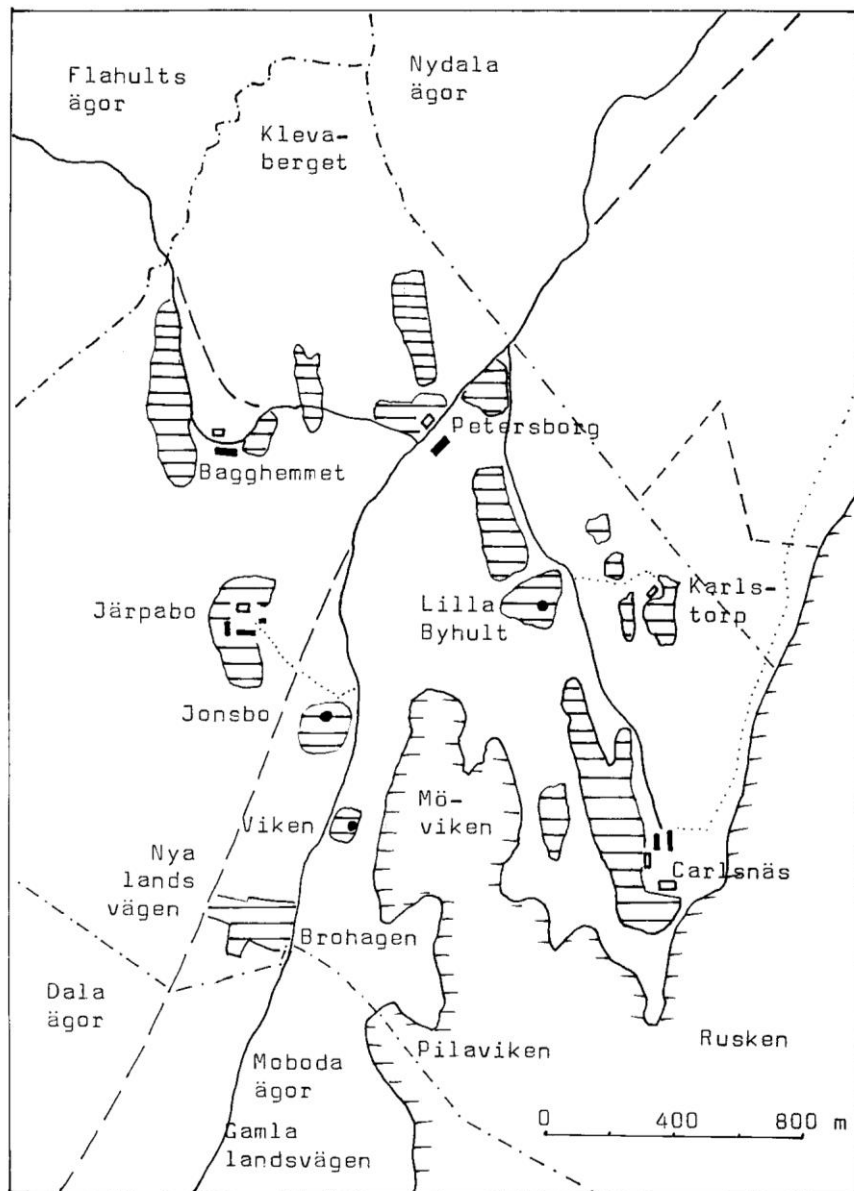 Flahults
ägor
Nydala
ägor
Kleva-
berget
Petersborg
Bagghemmet
Järpabo
Lilla
Byhult
Karls-
torp
Jonsbo
Mö-
viken
Viken
Nya
lands
vägen
Carlsnäs
Brohagen
Dala
ägor
Moboda
ägor
Pilaviken
Rusken
0 400 800 m
Gamla
landsvägen